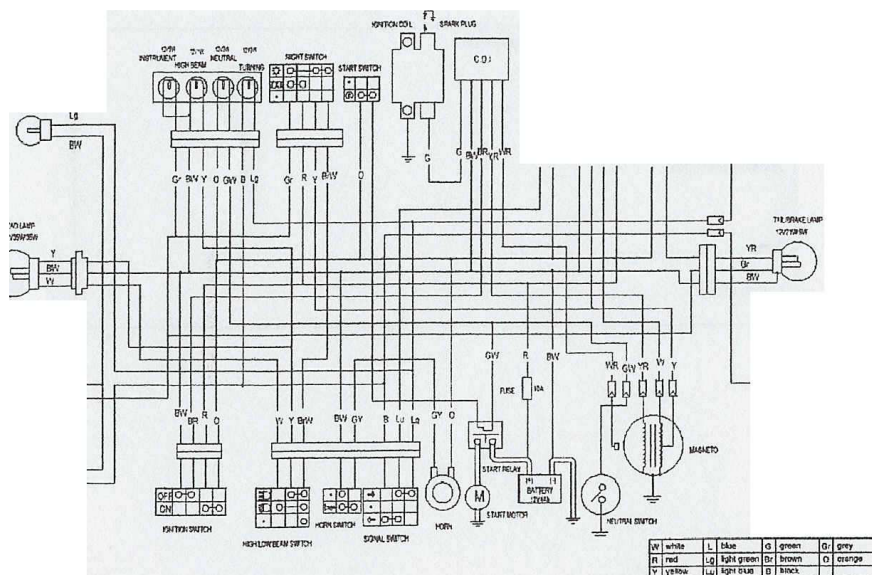 IGNITION COIL
SPARK PLUG
INSTRUMENT
HIGH BEAM
NEUTRAL
TURNING
NIGHT SWITCH
START SWITCH
C.D.I
Lg
BW
G
G
BW
BR
YR
WR
Gr
BW
Y
O
GW
B
Lg
Gr
R
Y
BW
O
TAIL/BRAKE LAMP
YR
Gr
BW
Y
BW
W
GW
R
BW
WR
GW
YR
W
Y
FUSE
10A
BW
BR
R
O
W
Y
BW
GY
B
Lg
GY
O
MAGNETO
START RELAY
OFF
ON
M
BATTERY
IGNITION SWITCH
HIGH/LOW BEAM SWITCH
HORN SWITCH
SIGNAL SWITCH
HORN
START MOTOR
NEUTRAL SWITCH
W white L blue G green Gr grey
R red Lg light green Br brown O orange
Y yellow Lu light blue B black